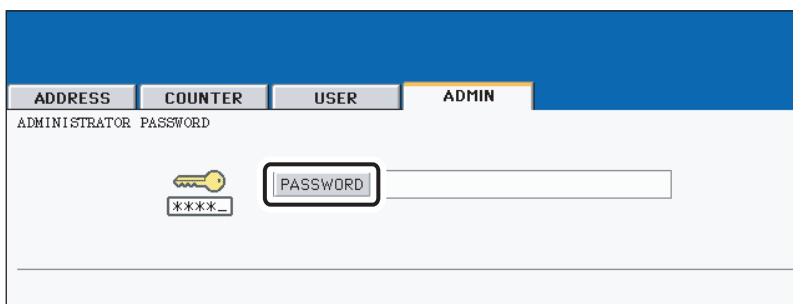 ADDRESS COUNTER USER ADMIN
ADMINISTRATOR PASSWORD
PASSWORD
****_